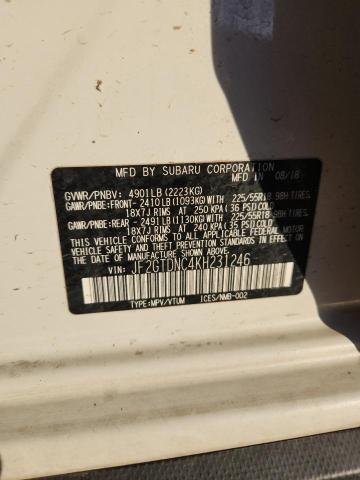 MFD BY SUBARU CORPORATION
MFD IN 08/18
GVWR/PNBV: 4901LB (2223KG)
GAWR/PNBE:FRONT- 2410LB (1093KG)WITH 225/55R18 98H TIRES,
18X7J RIMS AT 250 KPA (36 PSI) COLD
GAWR/PNBE:REAR - 2491LB (1130KG)WITH 225/55R18 98H TIRES,
18X7J RIMS AT 240 KPA (35 PSI) COLD
THIS VEHICLE CONFORMS TO ALL APPLICABLE FEDERAL MOTOR
VEHICLE SAFETY AND THEFT PREVENTION STANDARDS IN EFFECT ON
THE DATE OF MANUFACTURE SHOWN ABOVE.
VIN : JF2GTDNC4KH231246
TYPE:MPV/VTUM ICES/NMB-002